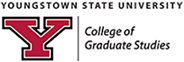 YOUNGSTOWN STATE UNIVERSITY
Y
College of
Graduate Studies